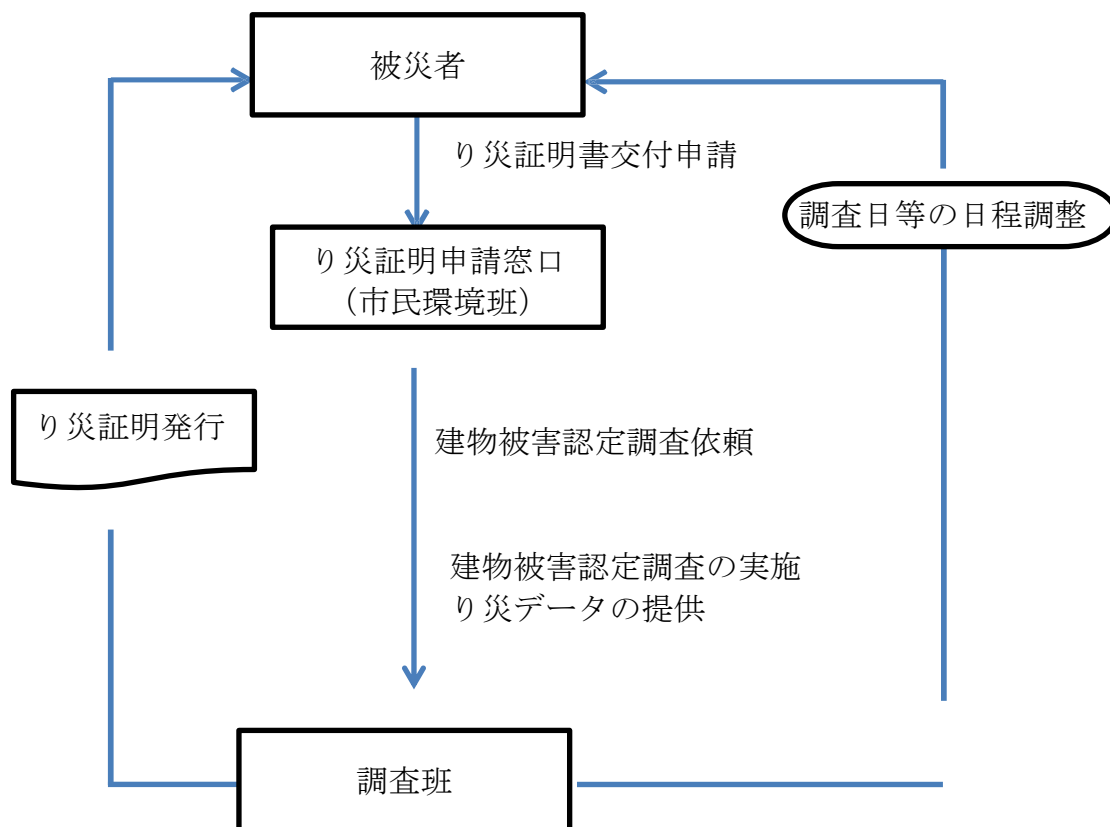 被災者
り災証明書交付申請
調査日等の日程調整
り災証明申請窓口
（市民環境班）
り災証明発行
建物被害認定調査依頼
建物被害認定調査の実施
り災データの提供
調査班